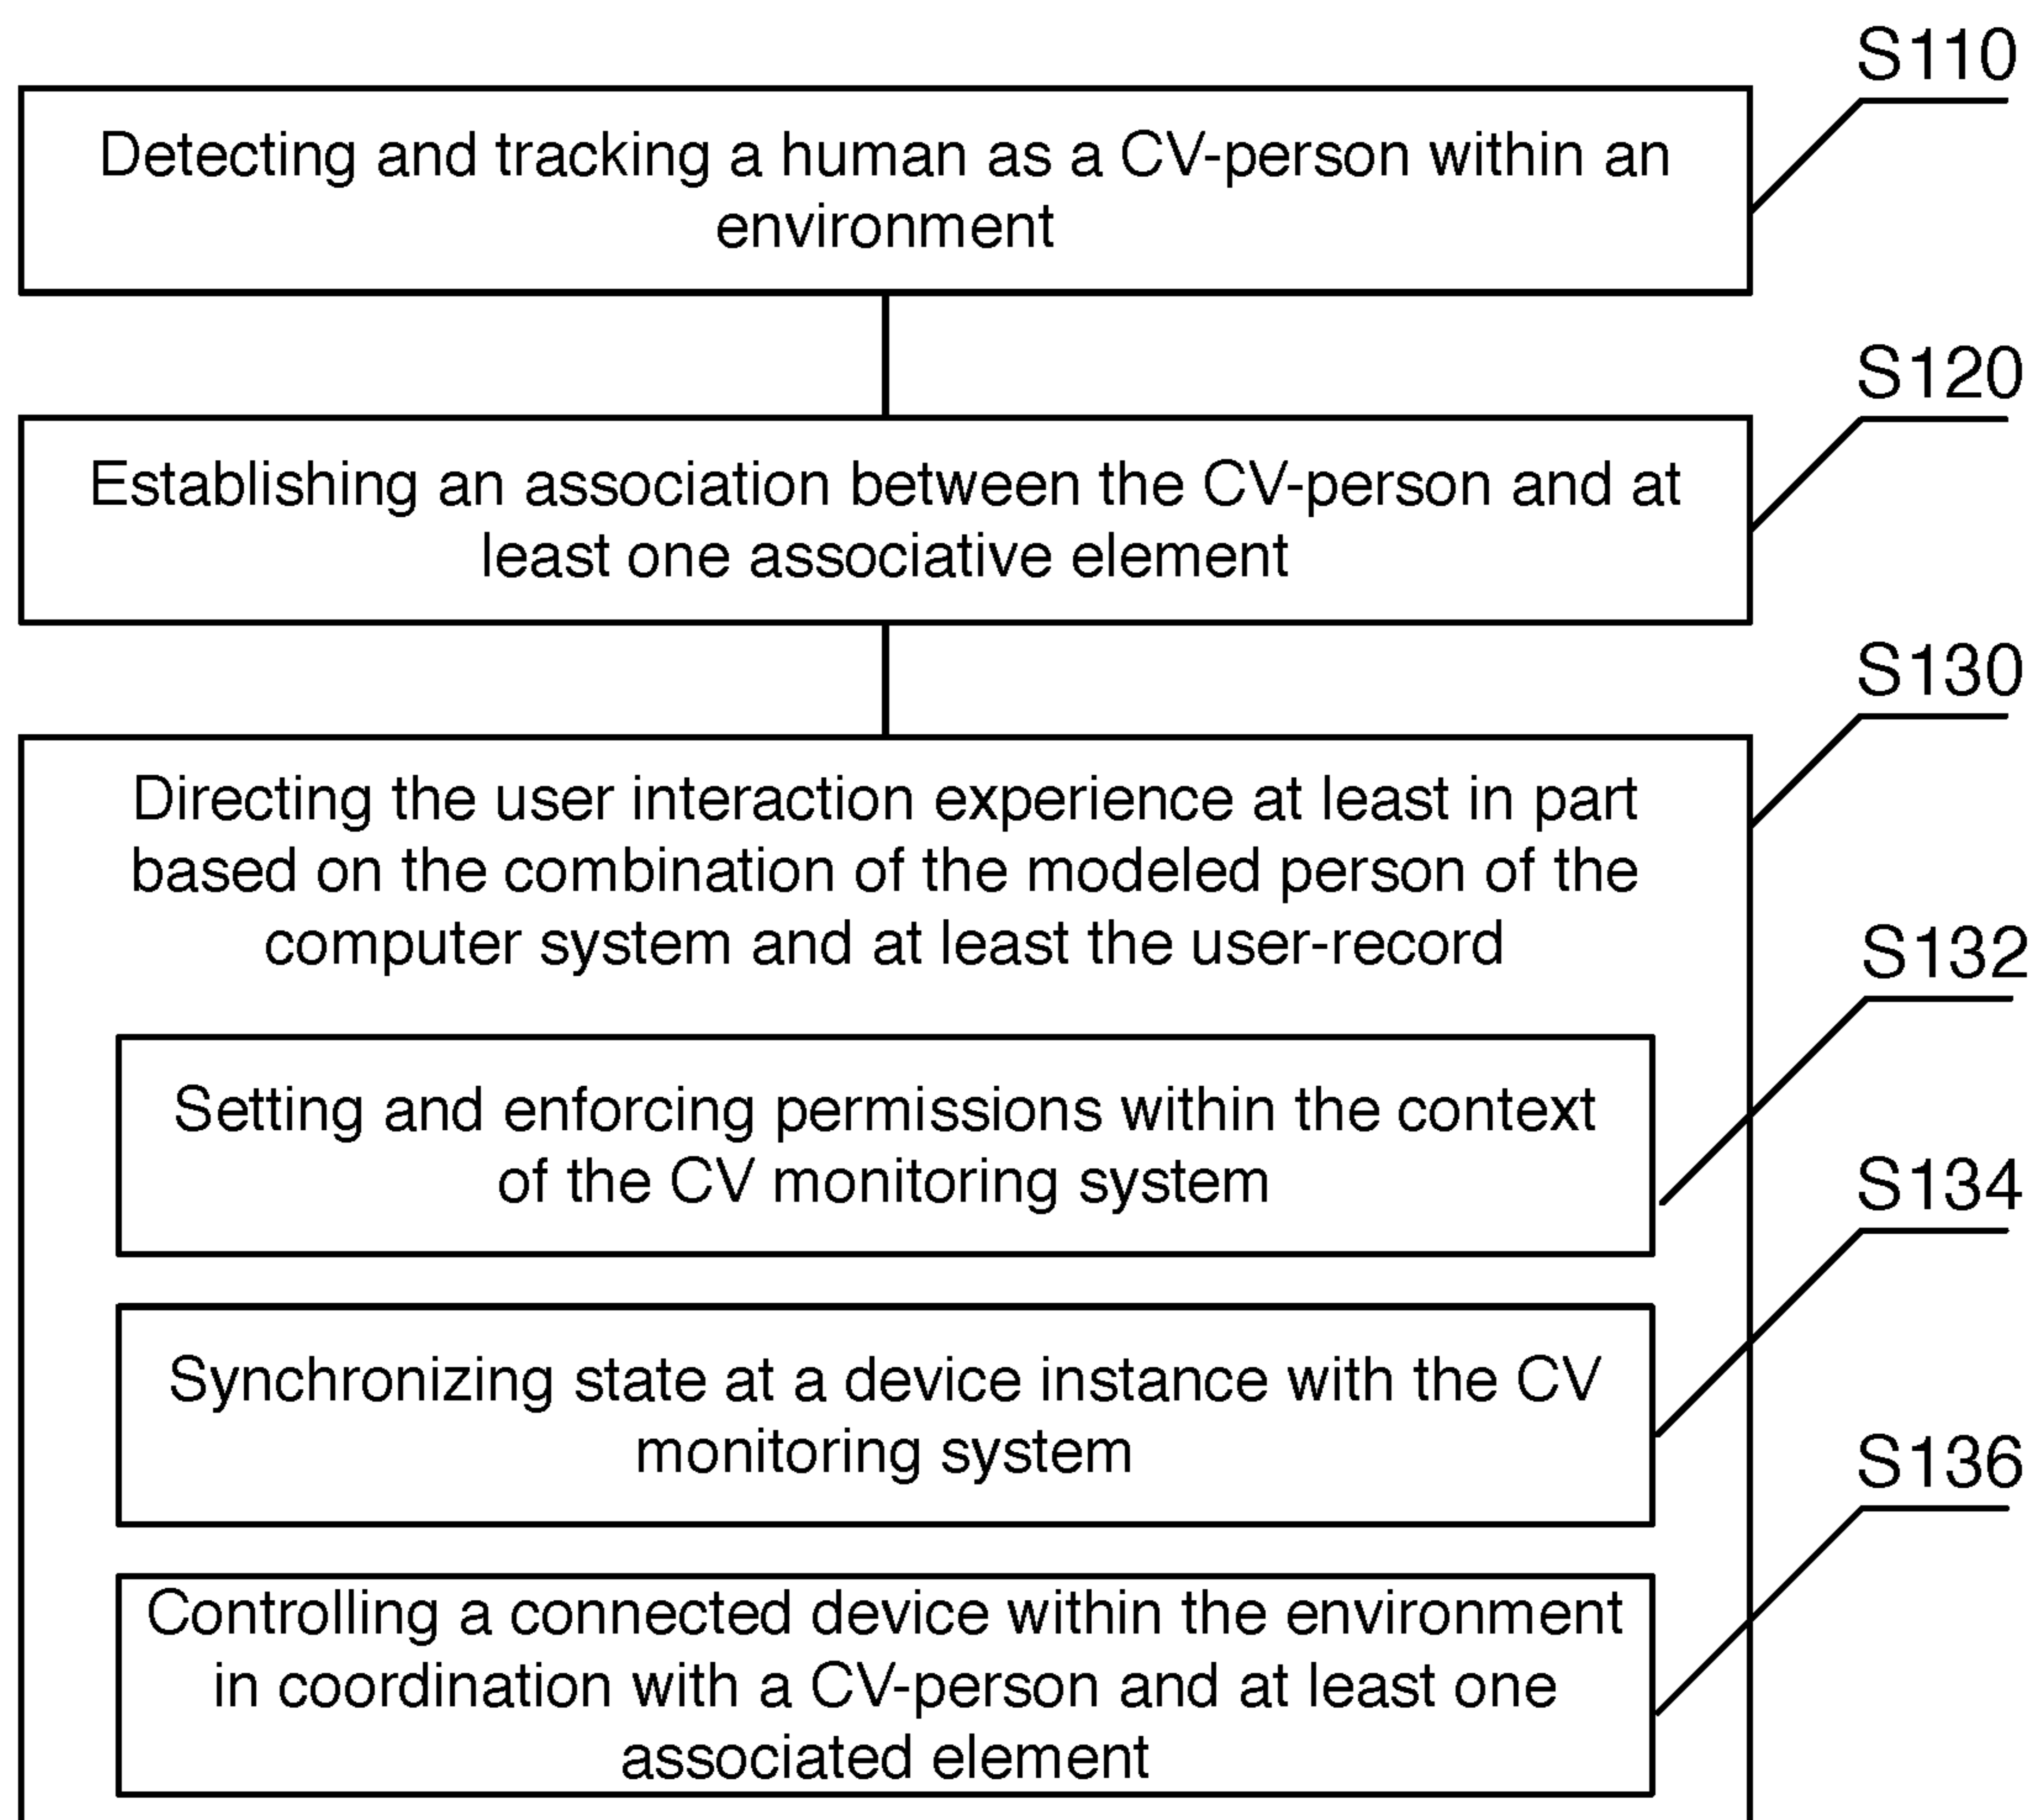 S110
Detecting and tracking a human as a CV-person within an
environment
S120
Establishing an association between the CV-person and at
least one associative element
S130
Directing the user interaction experience at least in part
based on the combination of the modeled person of the
computer system and at least the user-record
S132
Setting and enforcing permissions within the context
of the CV monitoring system
S134
Synchronizing state at a device instance with the CV
monitoring system
S136
Controlling a connected device within the environment
in coordination with a CV-person and at least one
associated element